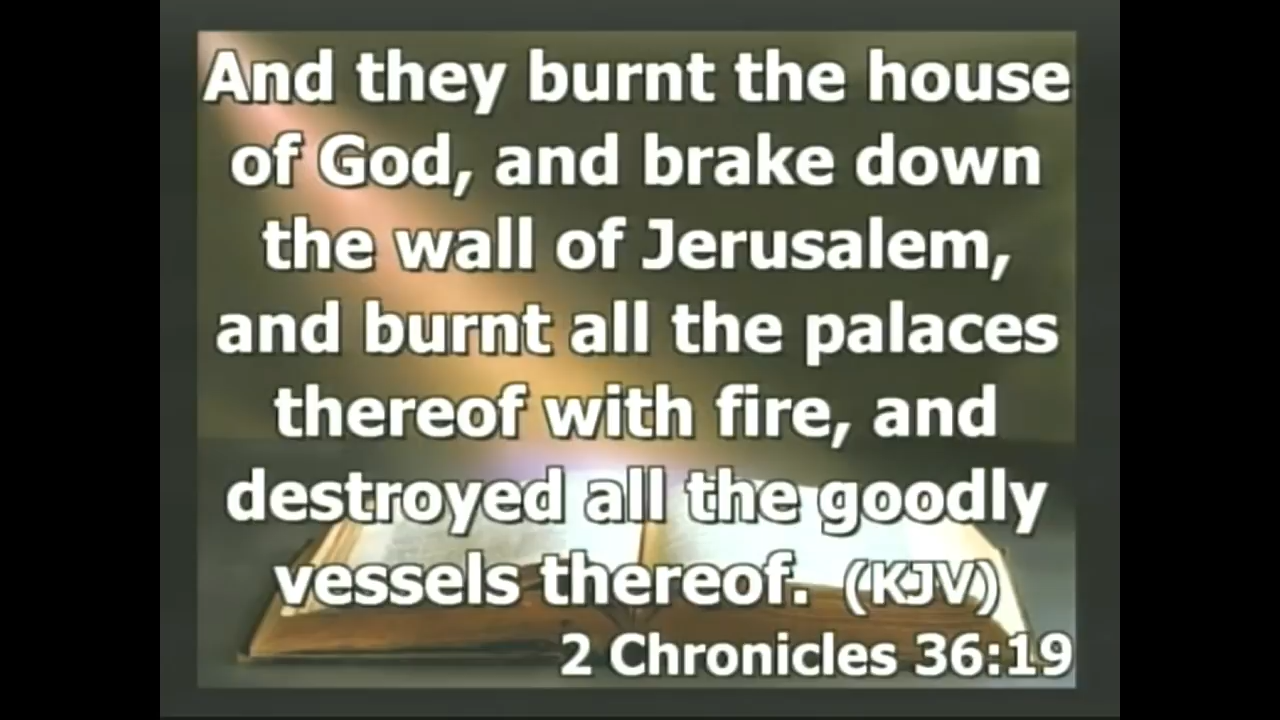 And they burnt the house
of God, and brake down
the wall of Jerusalem,
and burnt all the palaces
thereof with fire, and
destroyed all the goodly
vessels thereof. (KJV)
2 Chronicles 36:19